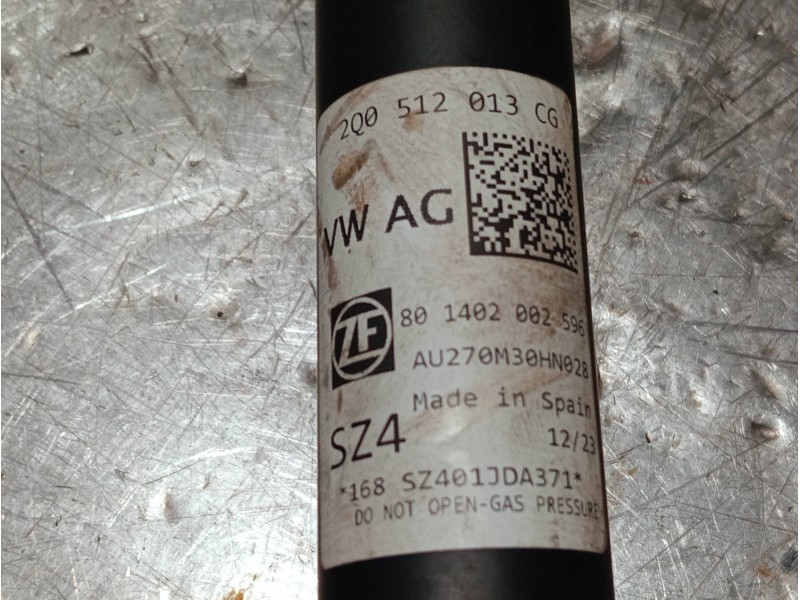 2Q0 512 013 CG
VW AG
ZF
80 1402 002 596
AU270M30HN028
Made in Spain
SZ4
12/23
*168 SZ401JDA371*
DO NOT OPEN-GAS PRESSURE